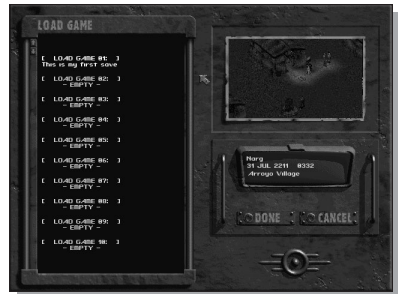 LOAD GAME
[ LOAD GAME 01: ]
This is my first save
[ LOAD GAME 02: ]
- EMPTY -
[ LOAD GAME 03: ]
- EMPTY -
[ LOAD GAME 04: ]
- EMPTY -
[ LOAD GAME 05: ]
- EMPTY -
[ LOAD GAME 06: ]
- EMPTY -
[ LOAD GAME 07: ]
- EMPTY -
[ LOAD GAME 08: ]
- EMPTY -
[ LOAD GAME 09: ]
- EMPTY -
[ LOAD GAME 10: ]
- EMPTY -
Narg
31 JUL 2211 0332
Arroyo Village
DONE
CANCEL